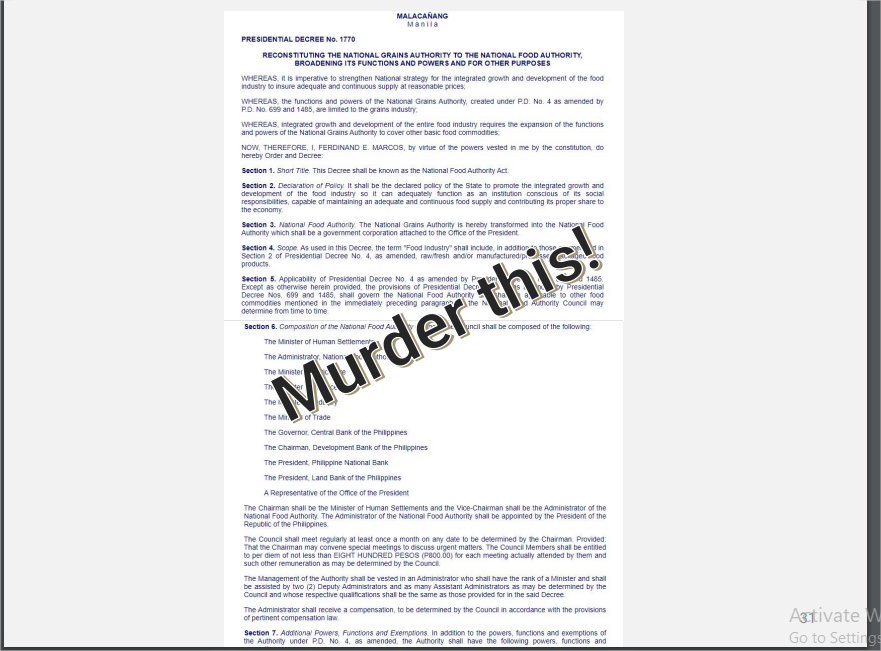 MALACAÑANG
Manila
PRESIDENTIAL DECREE No. 1770
RECONSTITUTING THE NATIONAL GRAINS AUTHORITY TO THE NATIONAL FOOD AUTHORITY,
BROADENING ITS FUNCTIONS AND POWERS AND FOR OTHER PURPOSES
WHEREAS, it is imperative to strengthen National strategy for the integrated growth and development of the food
industry to insure adequate and continuous supply at reasonable prices;
WHEREAS, the functions and powers of the National Grains Authority, created under P.D. No. 4 as amended by
P.D. No. 699 and 1485, are limited to the grains industry;
WHEREAS, integrated growth and development of the entire food industry requires the expansion of the functions
and powers of the National Grains Authority to cover other basic food commodities;
NOW, THEREFORE, I, FERDINAND E. MARCOS, by virtue of the powers vested in me by the constitution, do
hereby Order and Decree:
Section 1. Short Title. This Decree shall be known as the National Food Authority Act.
Section 2. Declaration of Policy. It shall be the declared policy of the State to promote the integrated growth and
development of the food industry so it can adequately function as an institution conscious of its social
responsibilities, capable of maintaining an adequate and continuous food supply and contributing its proper share to
the economy.
Section 3. National Food Authority. The National Grains Authority is hereby transformed into the National Food
Authority which shall be a government corporation attached to the Office of the President.
Section 4. Scope. As used in this Decree, the term "Food Industry" shall include, in addition to those in
Section 2 of Presidential Decree No. 4, as amended, raw/fresh and/or food
products.
Section 5. Applicability of Presidential Decree No. 4 as amended by 1485.
Except as otherwise herein provided, the provisions of Presidential by Presidential
Decree Nos. 699 and 1485, shall govern the National Food Authority to other food
commodities mentioned in the immediately preceding Authority Council may
determine from time to time.
Section 6. Composition of the National Food shall be composed of the following:
The Minister of Human Settlements
The Administrator,
The Minister
The
The
The of Trade
The Governor, Central Bank of the Philippines
The Chairman, Development Bank of the Philippines
The President, Philippine National Bank
The President, Land Bank of the Philippines
A Representative of the Office of the President
The Chairman shall be the Minister of Human Settlements and the Vice-Chairman shall be the Administrator of the
National Food Authority. The Administrator of the National Food Authority shall be appointed by the President of the
Republic of the Philippines.
The Council shall meet regularly at least once a month on any date to be determined by the Chairman. Provided:
That the Chairman may convene special meetings to discuss urgent matters. The Council Members shall be entitled
to per diem of not less than EIGHT HUNDRED PESOS (P800.00) for each meeting actually attended by them and
such other remuneration as may be determined by the Council.
The Management of the Authority shall be vested in an Administrator who shall have the rank of a Minister and shall
be assisted by two (2) Deputy Administrators and as many Assistant Administrators as may be determined by the
Council and whose respective qualifications shall be the same as those provided for in the said Decree.
The Administrator shall receive a compensation, to be determined by the Council in accordance with the provisions
of pertinent compensation law.
Section 7. Additional Powers, Functions and Exemptions. In addition to the powers, functions and exemptions of
the Authority under P.D. No. 4, as amended, the Authority shall have the following powers, functions and
Murder this!
31
Activate W
Go to Settings